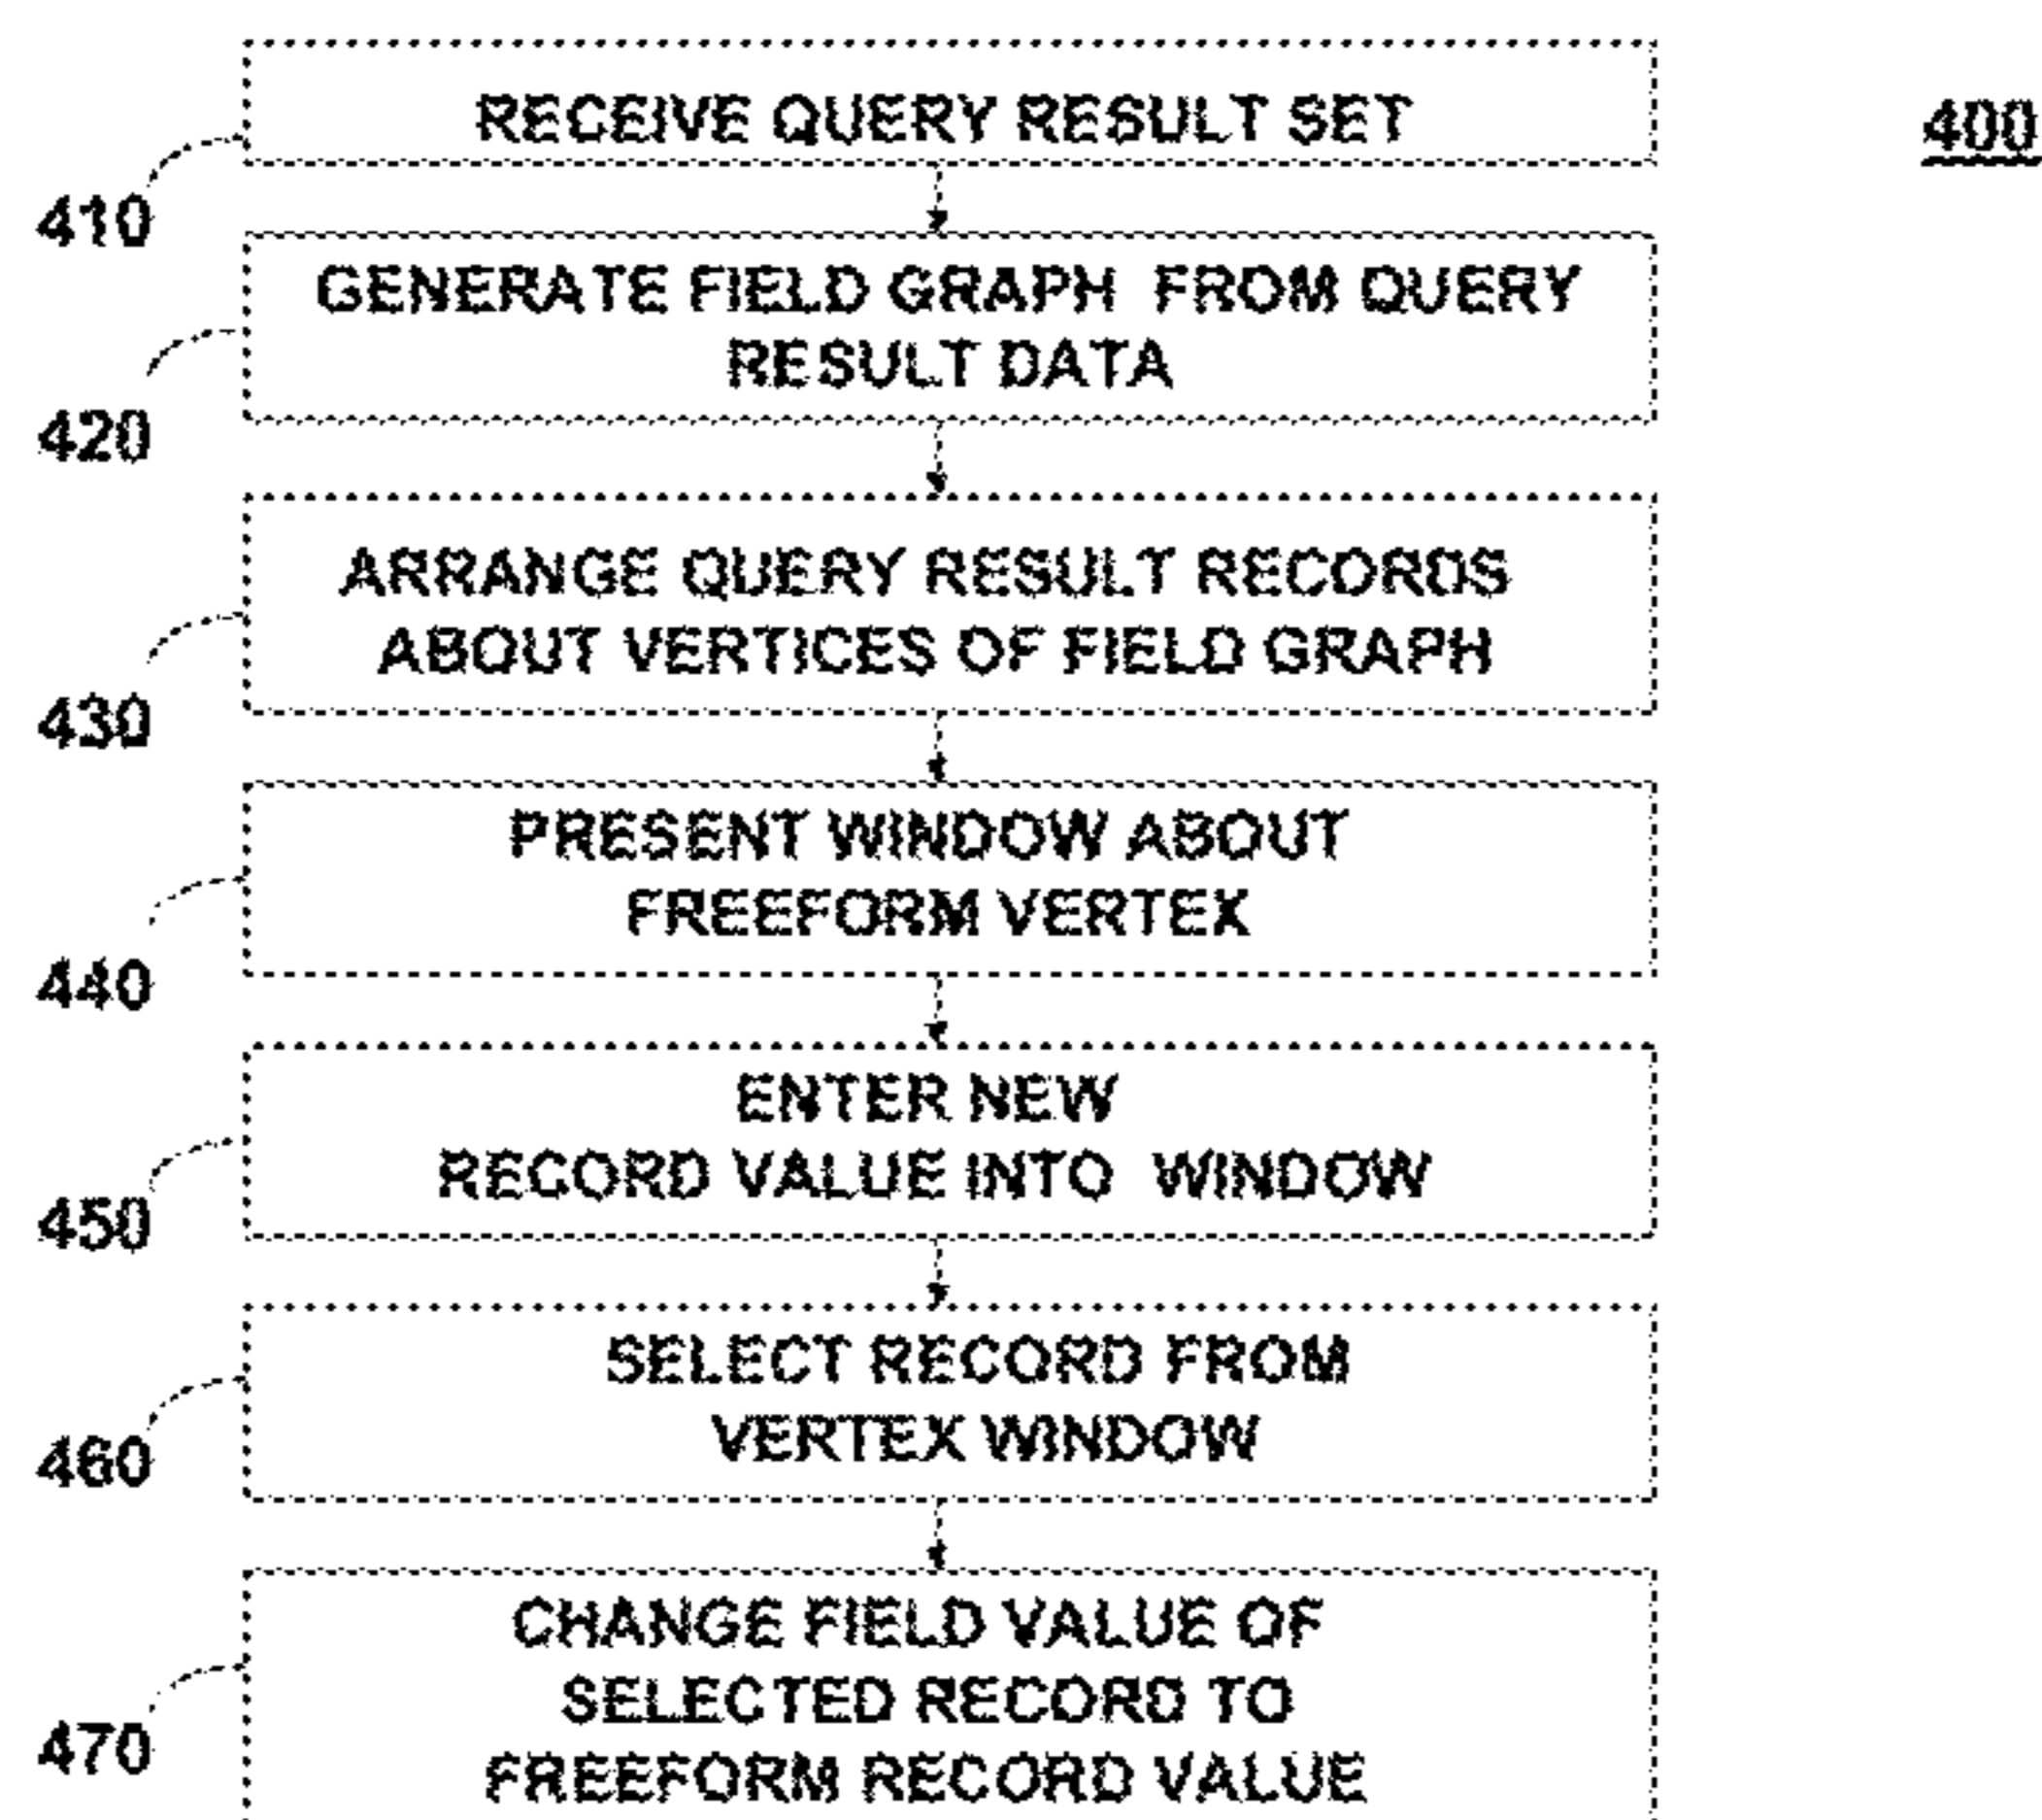 RECEIVE QUERY RESULT SET
400
410
GENERATE FIELD GRAPH FROM QUERY
RESULT DATA
420
ARRANGE QUERY RESULT RECORDS
ABOUT VERTICES OF FIELD GRAPH
430
PRESENT WINDOW ABOUT
FREEFORM VERTEX
440
ENTER NEW
RECORD VALUE INTO WINDOW
450
SELECT RECORD FROM
VERTEX WINDOW
460
CHANGE FIELD VALUE OF
SELECTED RECORD TO
FREEFORM RECORD VALUE
470